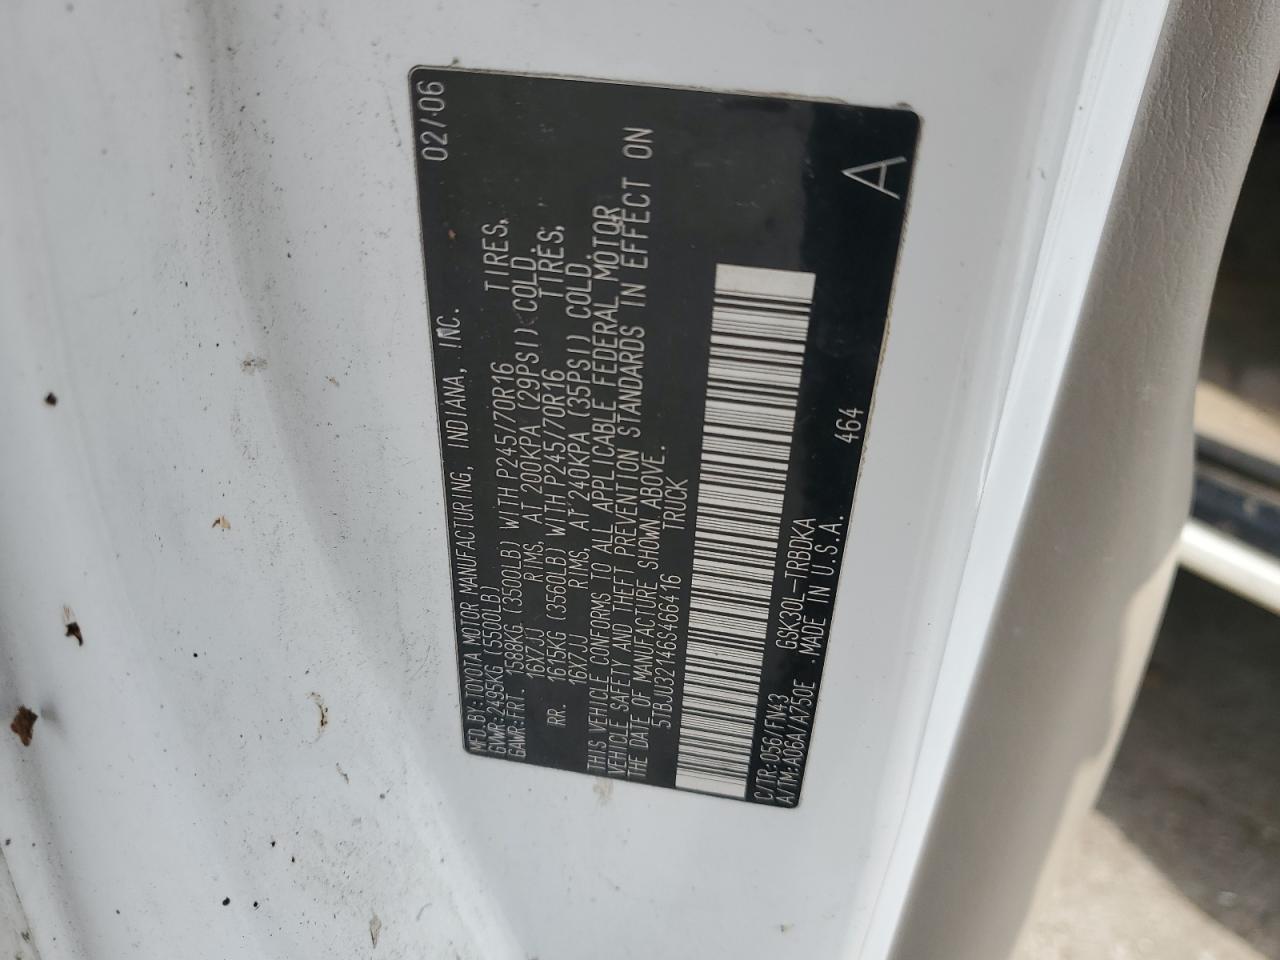 MFD.BY:TOYOTA MOTOR MANUFACTURING, INDIANA, INC. 02/06
GVWR:2495KG (5500LB)
GAWR:FRT. 1588KG (3500LB) WITH P245/70R16 TIRES,
16X7JJ RIMS, AT 200KPA (29PSI) COLD.
RR. 1615KG (3560LB) WITH P245/70R16 TIRES,
16X7JJ RIMS, AT 240KPA (35PSI) COLD.
THIS VEHICLE CONFORMS TO ALL APPLICABLE FEDERAL MOTOR
VEHICLE SAFETY AND THEFT PREVENTION STANDARDS IN EFFECT ON
THE DATE OF MANUFACTURE SHOWN ABOVE.
5TBJU32146S466416 TRUCK
C/TR:056/FN43 GSK30L-TRBDKA 464
A/TM:A06A/A750E MADE IN U.S.A.
A